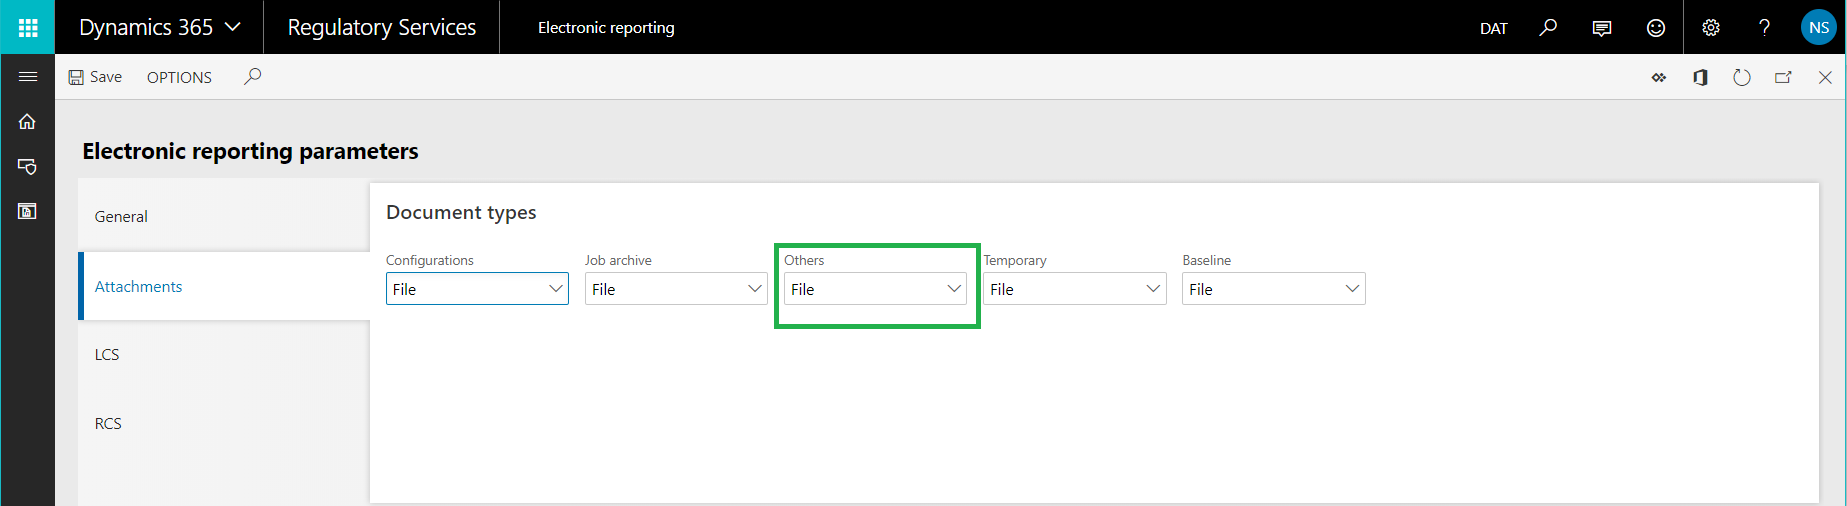 Dynamics 365 Regulatory Services Electronic reporting DAT ? NS
Save OPTIONS
Electronic reporting parameters
General
Attachments
LCS
RCS
Document types
Configurations Job archive Others Temporary Baseline
File File File File File